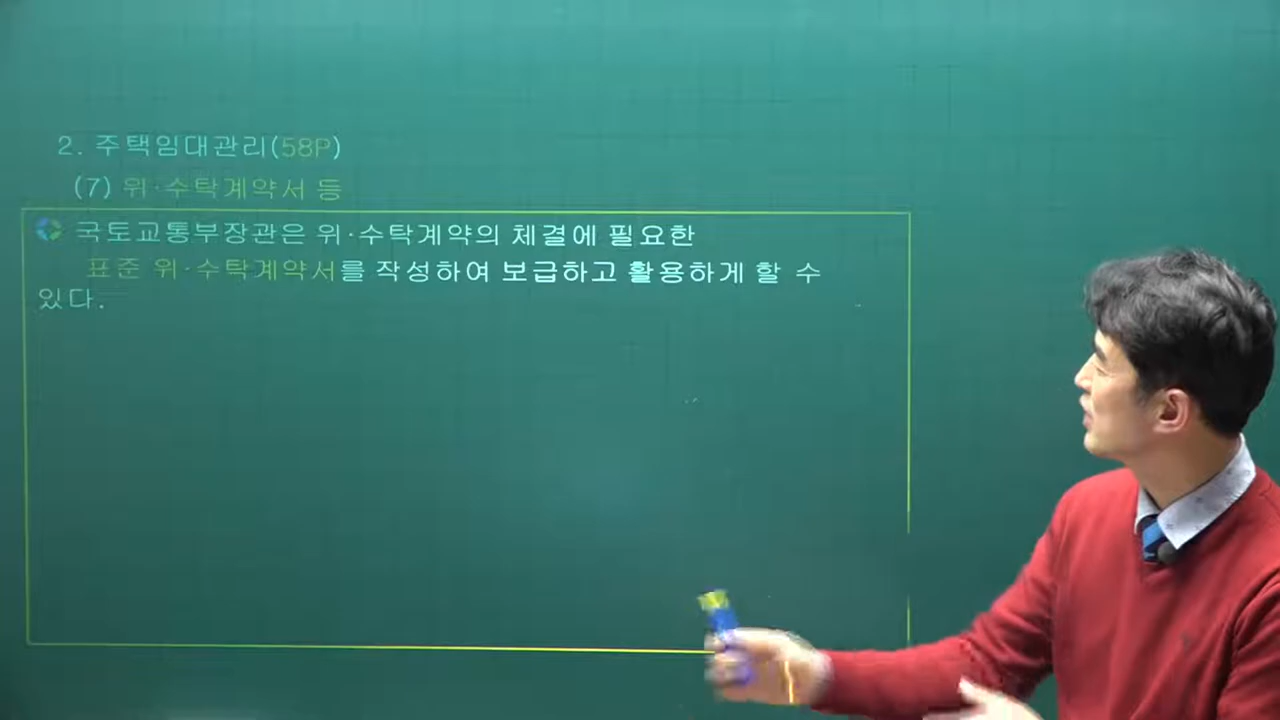 2. 주택임대관리(58P)
(7) 위·수탁계약서 등
국토교통부장관은 위·수탁계약의 체결에 필요한
표준 위·수탁계약서를 작성하여 보급하고 활용하게 할 수
있다.